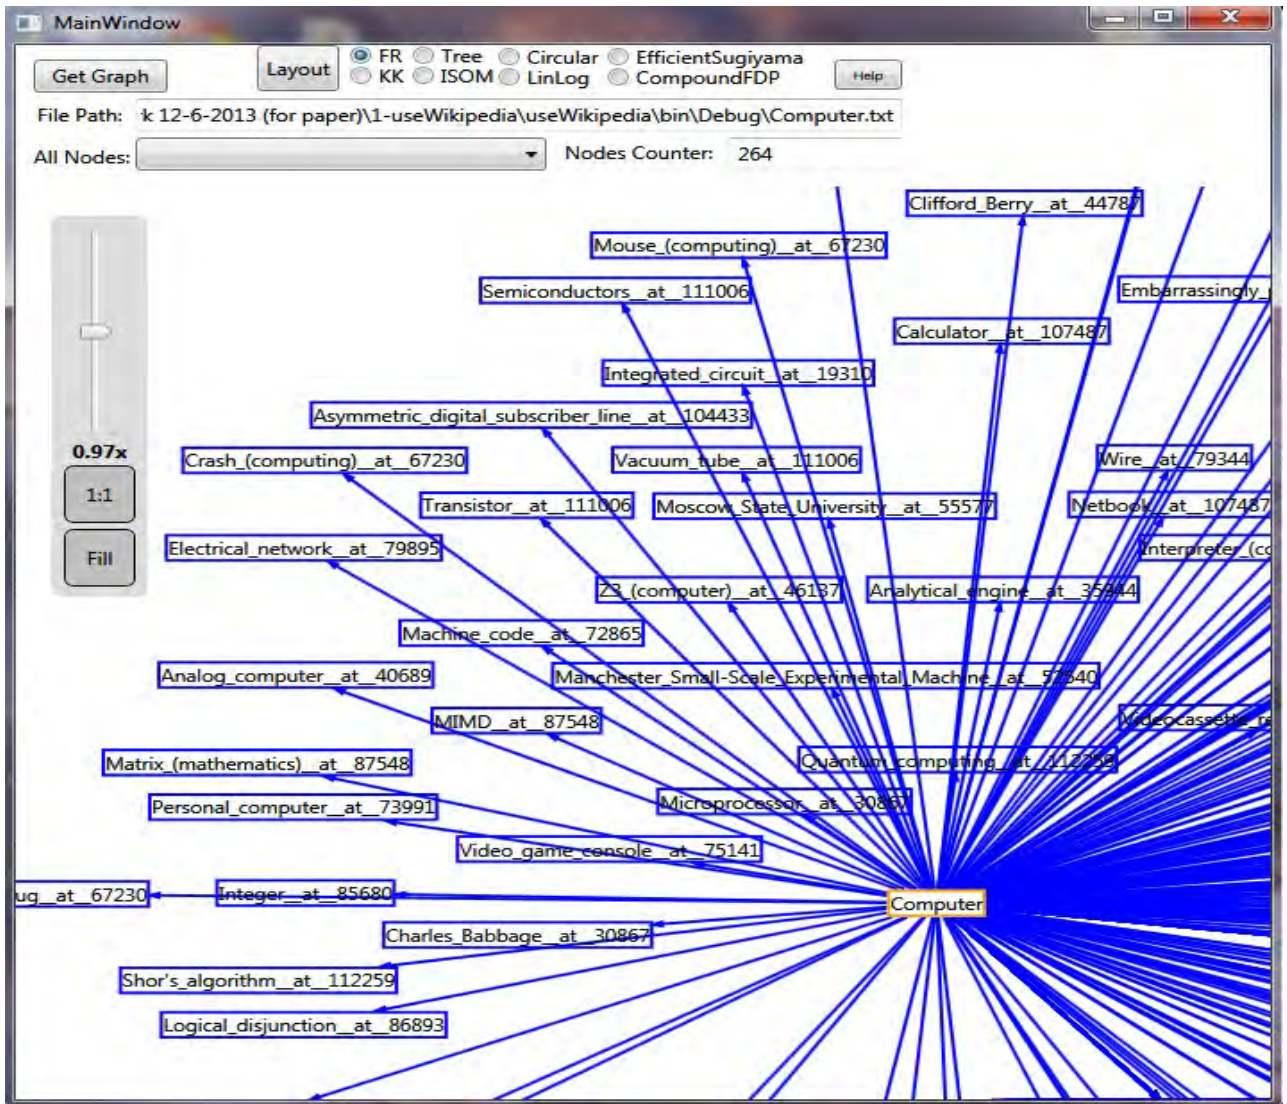 MainWindow
Get Graph
Layout
FR
Tree
Circular
EfficientSugiyama
KK
ISOM
LinLog
CompoundFDP
Help
File Path:
k 12-6-2013 (for paper)\1-useWikipedia\useWikipedia\bin\Debug\Computer.txt
All Nodes:
Nodes Counter:
264
Clifford_Berry__at__44787
Mouse_(computing)__at__67230
Semiconductors__at__111006
Embarrassingly_
Calculator__at__107487
Integrated_circuit__at__19310
Asymmetric_digital_subscriber_line__at__104433
0.97x
Crash_(computing)__at__67230
Vacuum_tube__at__111006
Wire__at__79344
1:1
Transistor__at__111006
Moscow_State_University__at__55577
Netbook__at__107487
Electrical_network__at__79895
Interpreter_(co
Fill
Z3_(computer)__at__46137
Analytical_engine__at__35944
Machine_code__at__72865
Analog_computer__at__40689
Manchester_Small-Scale_Experimental_Machine__at__52540
MIMD__at__87548
Videocassette_re
Matrix_(mathematics)__at__87548
Quantum_computing__at__112259
Personal_computer__at__73991
Microprocessor__at__30867
Video_game_console__at__75141
ug__at__67230
Integer__at__85680
Computer
Charles_Babbage__at__30867
Shor's_algorithm__at__112259
Logical_disjunction__at__86893